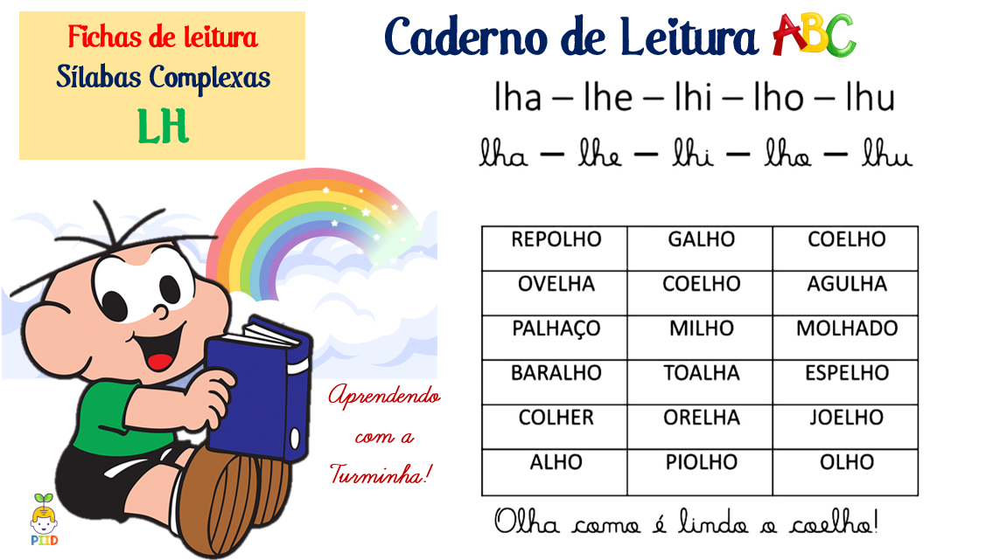 Fichas de leitura
Sílabas Complexas
LH
Caderno de Leitura ABC
lha – lhe – lhi – lho – lhu
lha – lhe – lhi – lho – lhu
REPOLHO GALHO COELHO
OVELHA COELHO AGULHA
PALHAÇO MILHO MOLHADO
BARALHO TOALHA ESPELHO
COLHER ORELHA JOELHO
ALHO PIOLHO OLHO
Olha como é lindo o coelho!
Aprendendo
com a
Turminha!
PIID